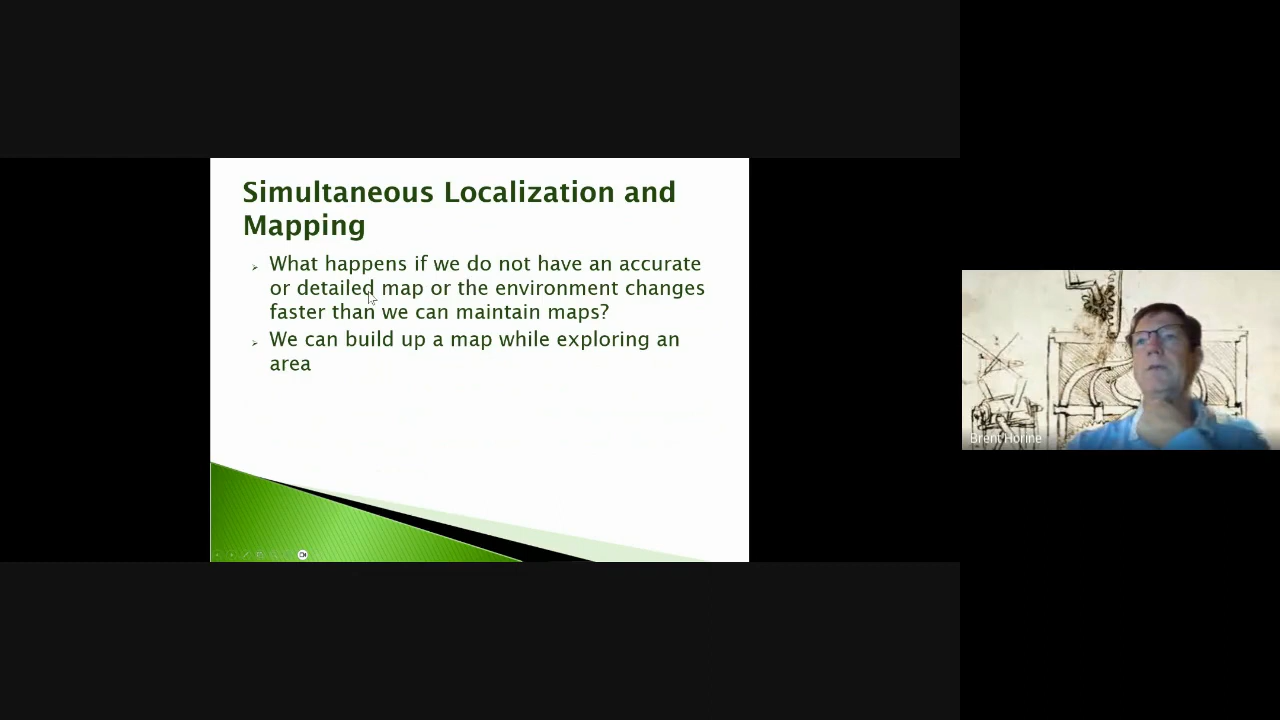 Simultaneous Localization and
Mapping
What happens if we do not have an accurate
or detailed map or the environment changes
faster than we can maintain maps?
We can build up a map while exploring an
area
Brent Horine